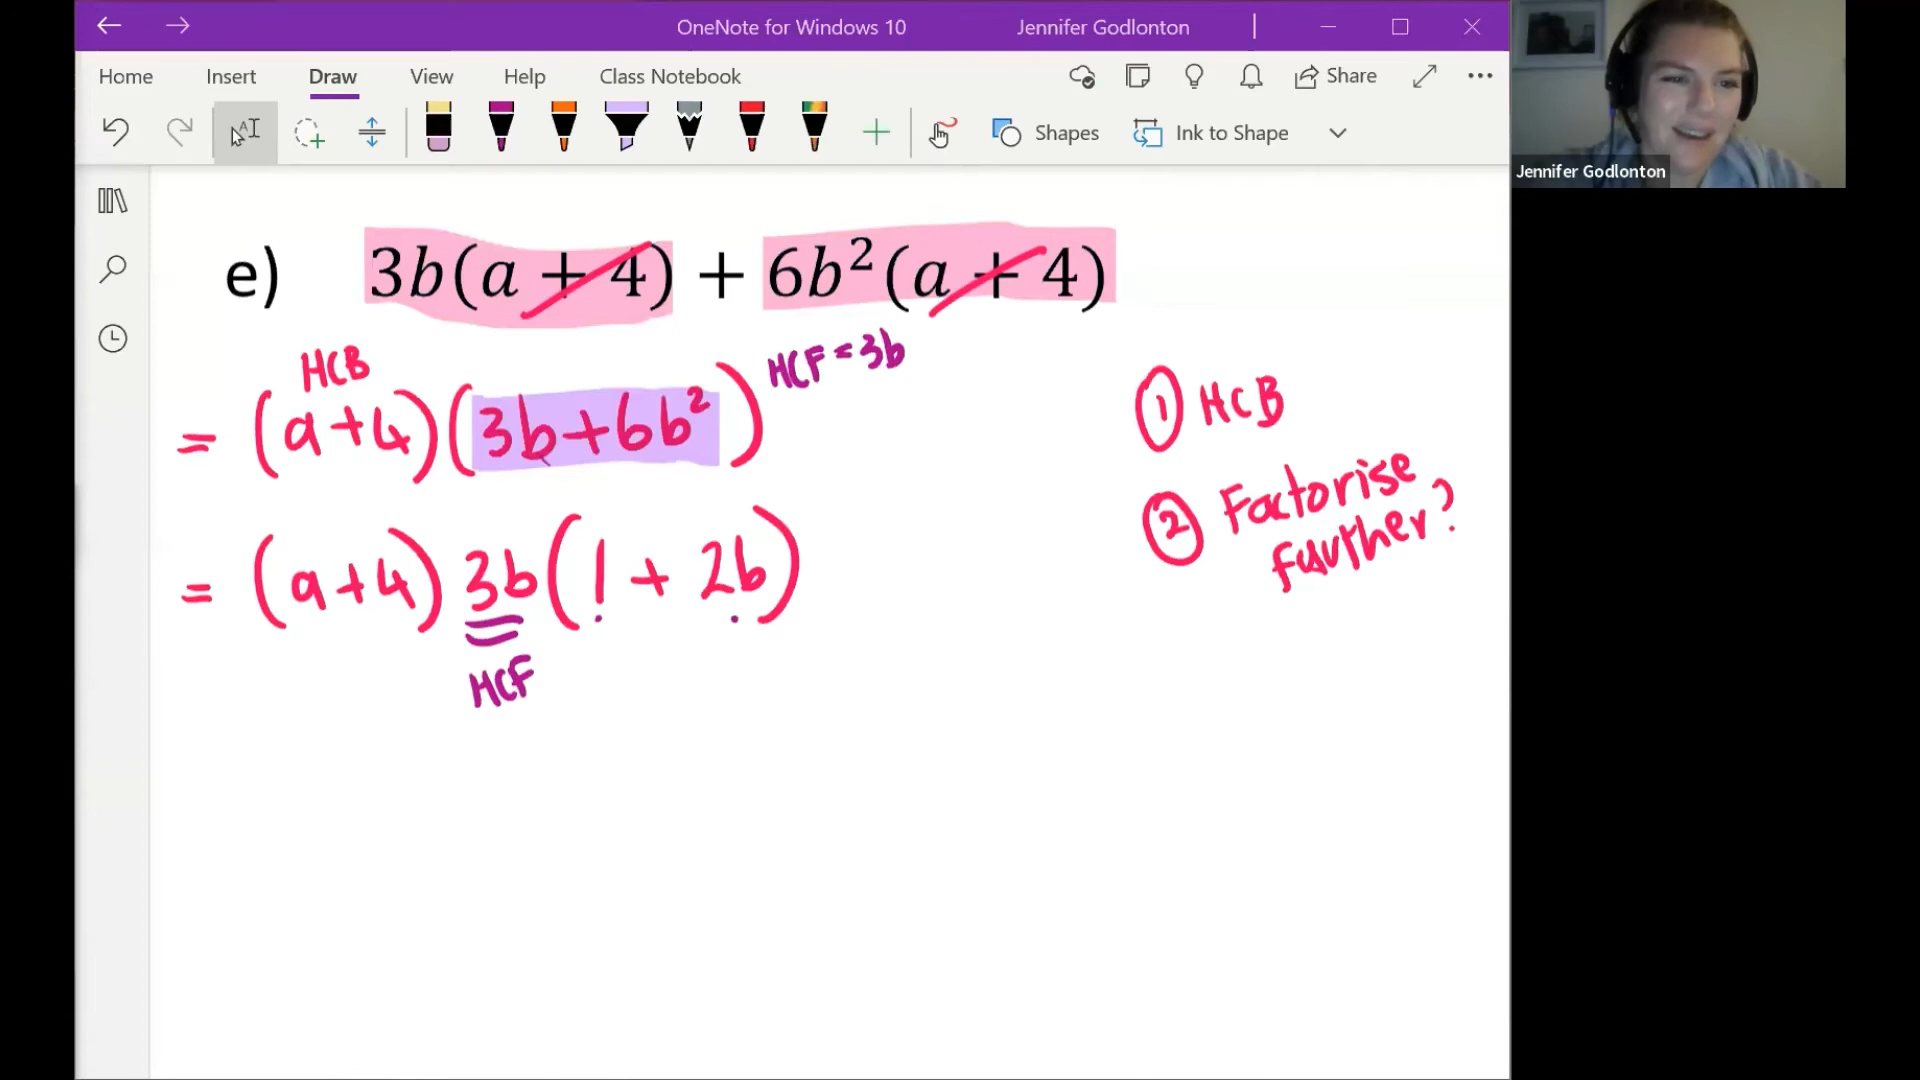 OneNote for Windows 10
Jennifer Godlonton
Home Insert Draw View Help Class Notebook Share
Shapes Ink to Shape
Jennifer Godlonton
e) 3b(a + 4) + 6b²(a + 4)
HCB
HCF = 3b
= (a+4)(3b+6b²)
= (a+4) 3b(1 + 2b)
HCF
① HCB
② Factorise
further?